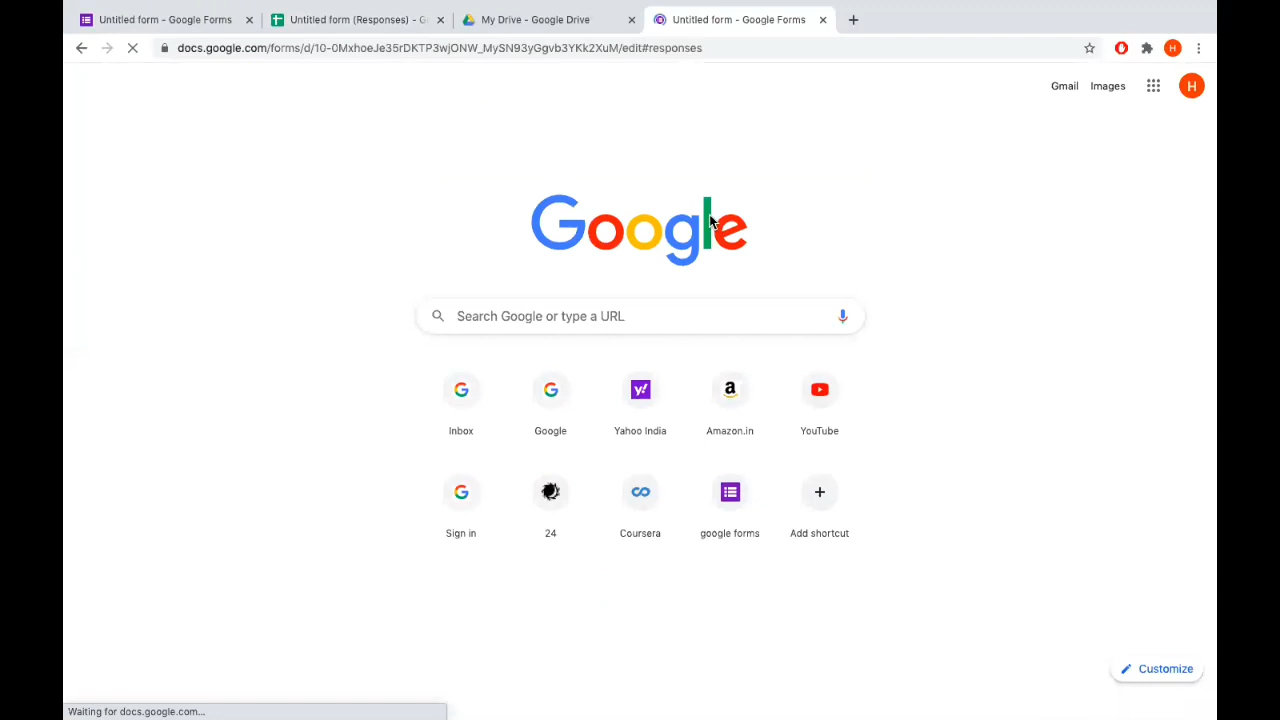 Untitled form - Google Forms
Untitled form (Responses) - G
My Drive - Google Drive
Untitled form - Google Forms
docs.google.com/forms/d/10-0MxhoeJe35rDKTP3wjONW_MySN93yGgvb3YKk2XuM/edit#responses
H
Gmail
Images
H
Google
Search Google or type a URL
y!
a
Inbox
Google
Yahoo India
Amazon.in
YouTube
Sign in
24
Coursera
google forms
Add shortcut
Customize
Waiting for docs.google.com...